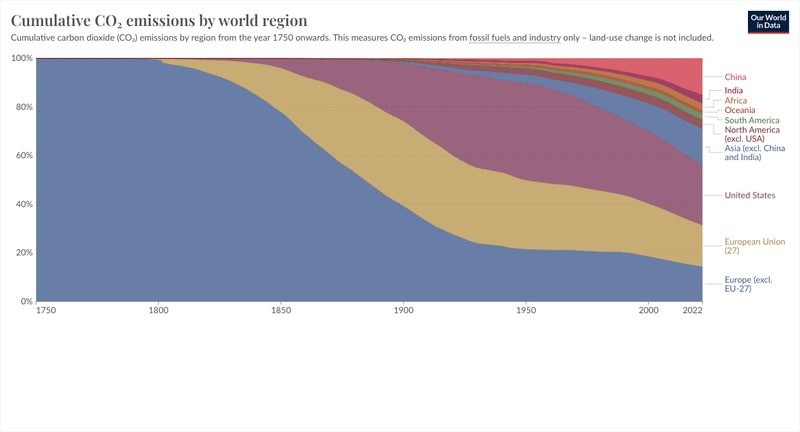 Cumulative CO₂ emissions by world region
Our World
in Data
Cumulative carbon dioxide (CO₂) emissions by region from the year 1750 onwards. This measures CO₂ emissions from fossil fuels and industry only – land-use change is not included.
100%
80%
60%
40%
20%
0%
1750
1800
1850
1900
1950
2000
2022
China
India
Africa
Oceania
South America
North America
(excl. USA)
Asia (excl. China
and India)
United States
European Union
(27)
Europe (excl.
EU-27)